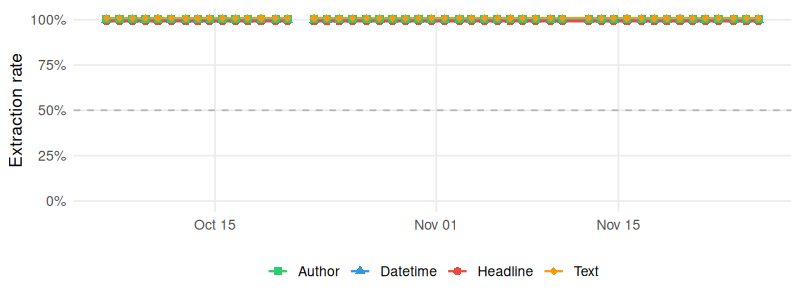 Extraction rate
100%
75%
50%
25%
0%
Oct 15 Nov 01 Nov 15
Author Datetime Headline Text